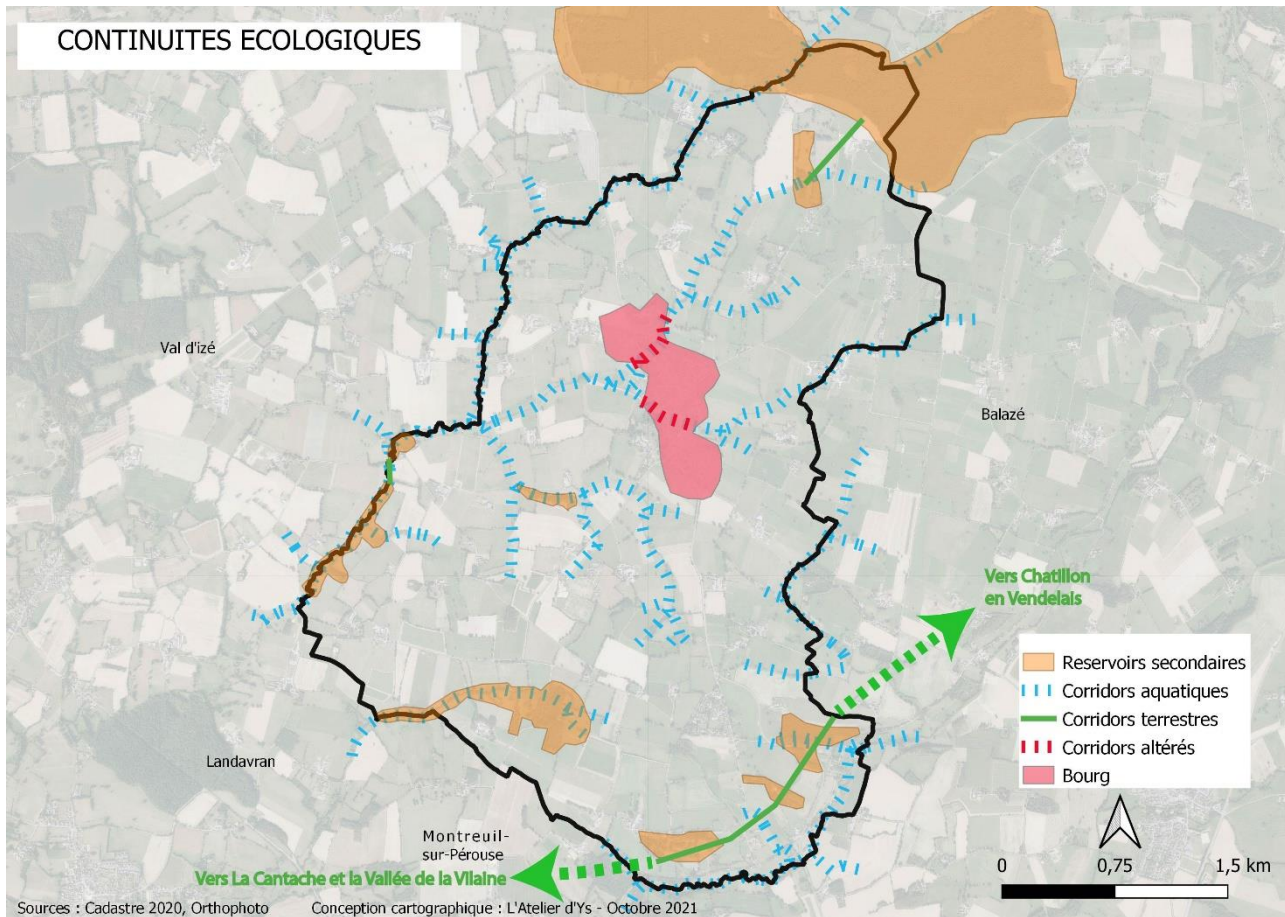 CONTINUITES ECOLOGIQUES
Val d'izé
Balazé
Vers Chatillon
en Vendelais
Reservoirs secondaires
Corridors aquatiques
Corridors terrestres
Corridors altérés
Bourg
Landavran
Montreuil-
sur-Pérouse
Vers La Cantache et la Vallée de la Vilaine
0 0,75 1,5 km
Sources : Cadastre 2020, Orthophoto Conception cartographique : L'Atelier d'Ys - Octobre 2021